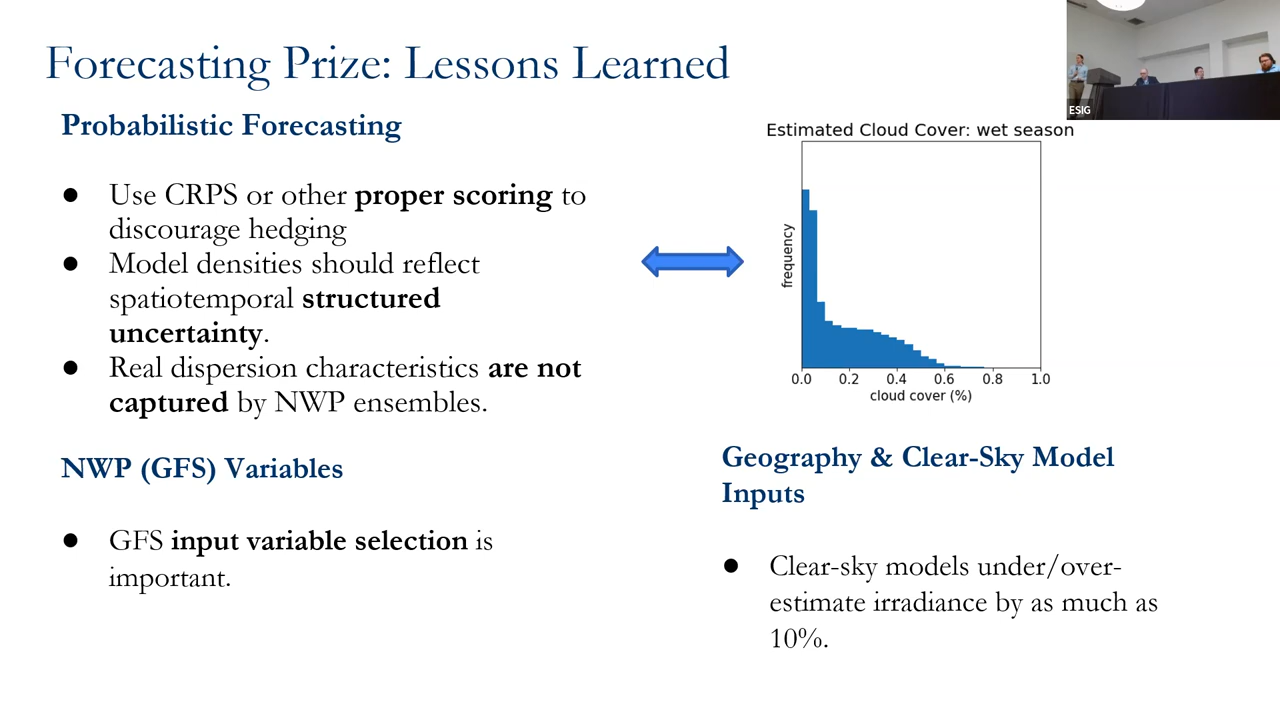 Forecasting Prize: Lessons Learned
ESIG
Probabilistic Forecasting
● Use CRPS or other proper scoring to
discourage hedging
● Model densities should reflect
spatiotemporal structured
uncertainty.
● Real dispersion characteristics are not
captured by NWP ensembles.
Estimated Cloud Cover: wet season
frequency
0.0 0.2 0.4 0.6 0.8 1.0
cloud cover (%)
NWP (GFS) Variables
● GFS input variable selection is
important.
Geography & Clear-Sky Model
Inputs
● Clear-sky models under/over-
estimate irradiance by as much as
10%.